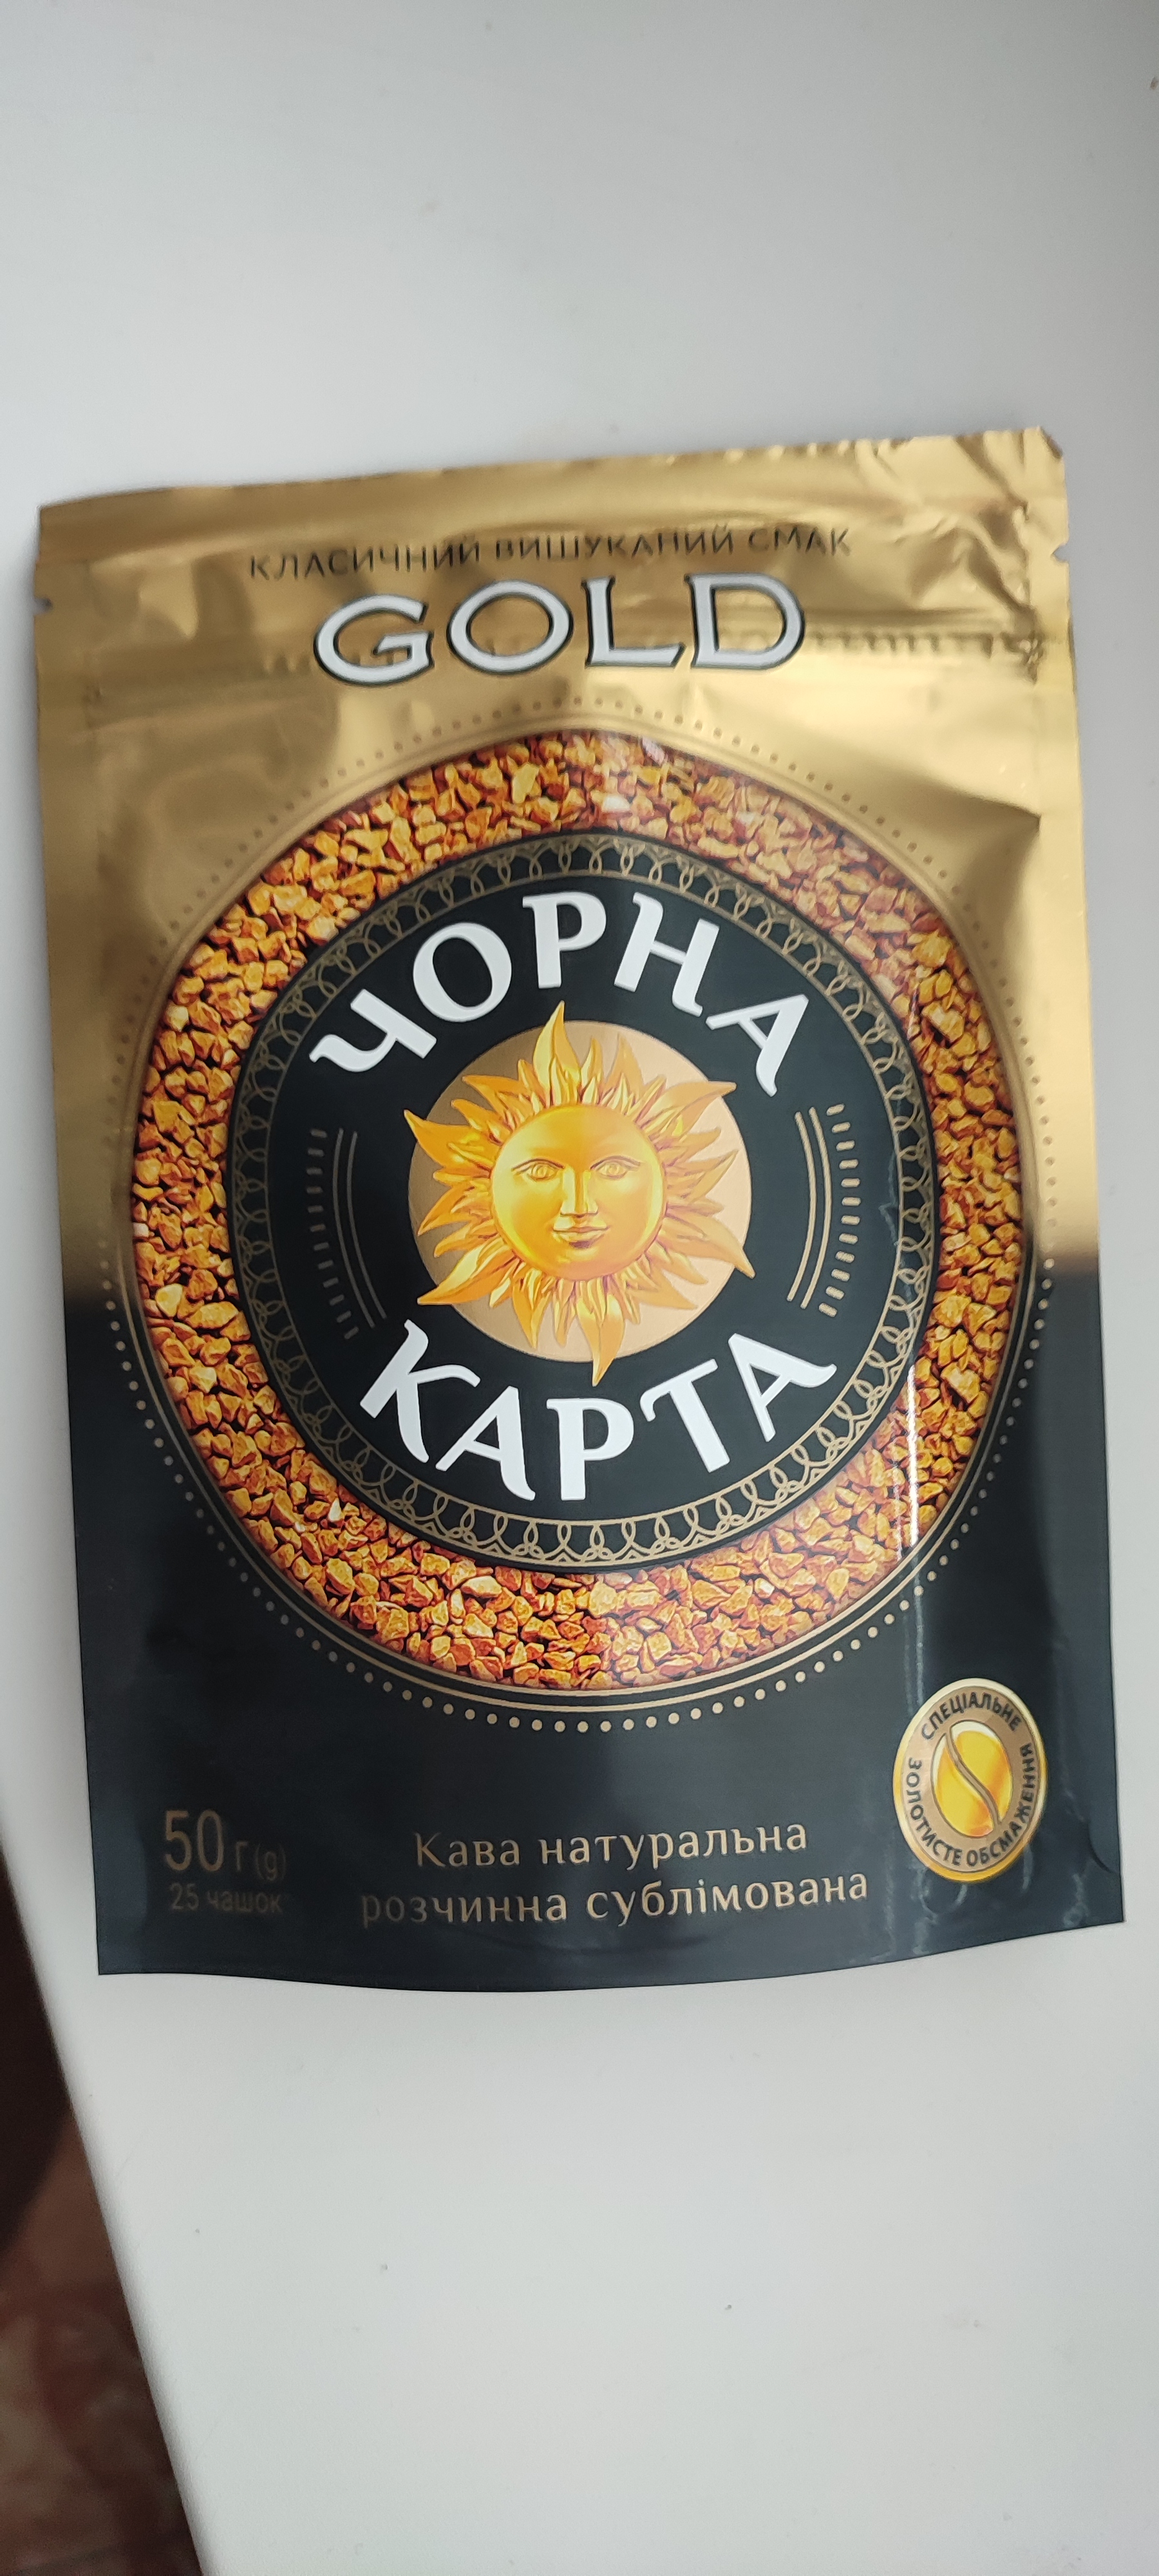 КЛАСИЧНИЙ ВИШУКАНИЙ СМАК
GOLD
ЧОРНА
КАРТА
СПЕЦІАЛЬНЕ
ЗОЛОТИСТЕ ОБСМАЖЕННЯ
50 г (g)
25 чашок
Кава натуральна
розчинна сублімована